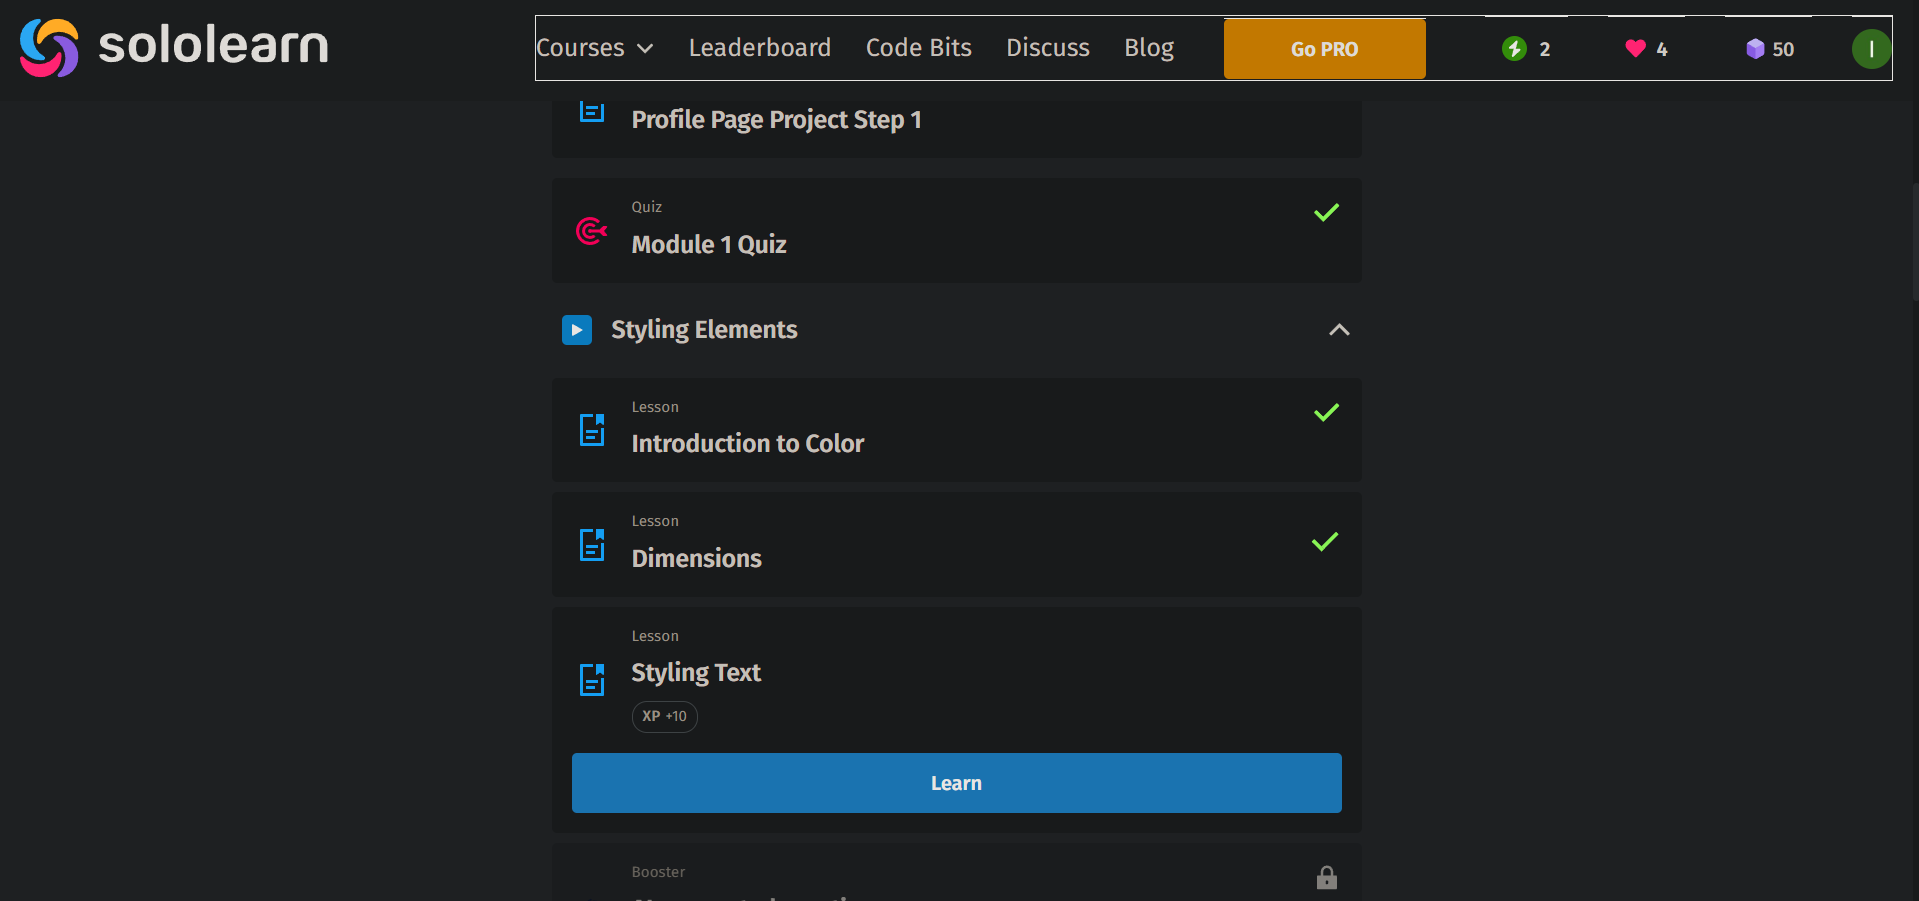 sololearn
Courses Leaderboard Code Bits Discuss Blog Go PRO 2 4 50 I
Profile Page Project Step 1
Quiz
Module 1 Quiz
Styling Elements
Lesson
Introduction to Color
Lesson
Dimensions
Lesson
Styling Text
XP +10
Learn
Booster